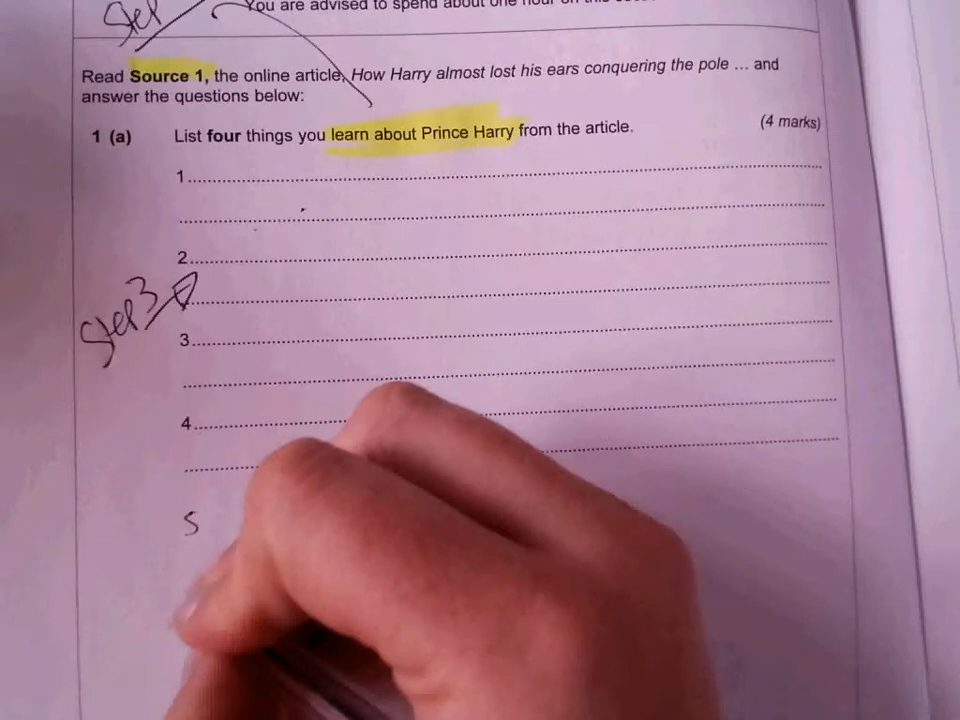 You are advised to spend about one hour on this
Step
Read Source 1, the online article, How Harry almost lost his ears conquering the pole ... and
answer the questions below:
1 (a) List four things you learn about Prince Harry from the article. (4 marks)
1
2
Step 3
3
4
S